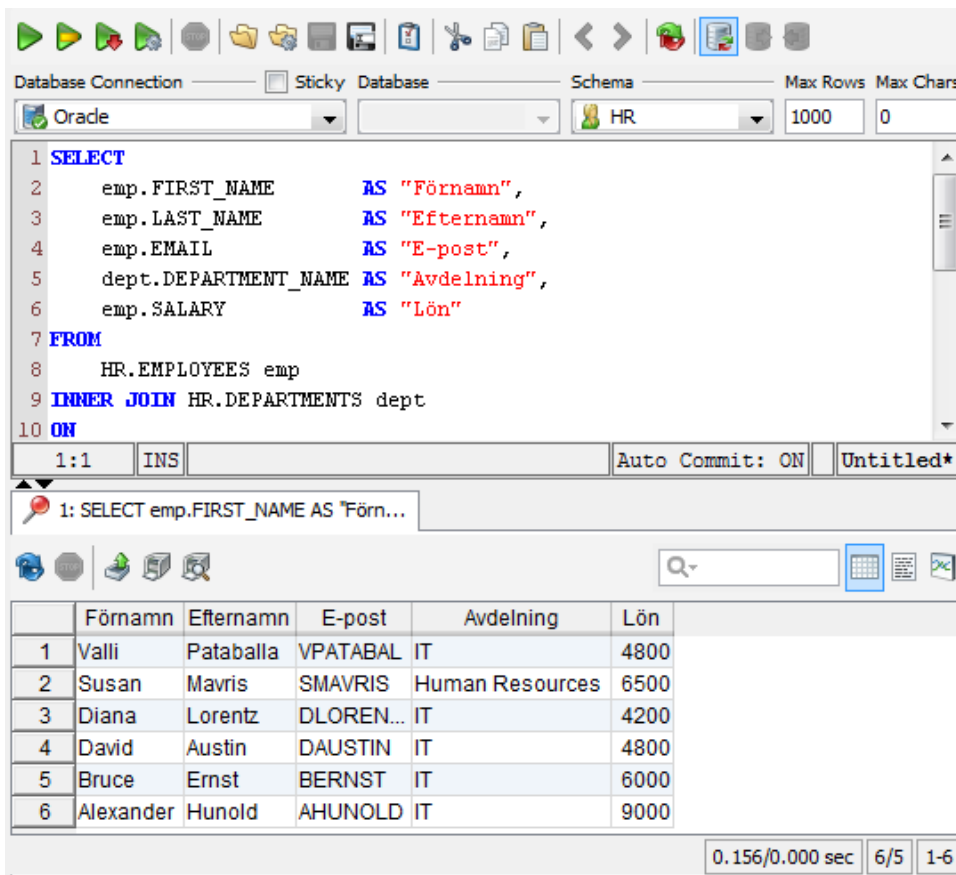 Database Connection Sticky Database Schema Max Rows Max Chars
Oracle HR 1000 0
1 SELECT
2 emp.FIRST_NAME AS "Förnamn",
3 emp.LAST_NAME AS "Efternamn",
4 emp.EMAIL AS "E-post",
5 dept.DEPARTMENT_NAME AS "Avdelning",
6 emp.SALARY AS "Lön"
7 FROM
8 HR.EMPLOYEES emp
9 INNER JOIN HR.DEPARTMENTS dept
10 ON
1:1 INS Auto Commit: ON Untitled*
1: SELECT emp.FIRST_NAME AS "Förn...
Förnamn Efternamn E-post Avdelning Lön
1 Valli Pataballa VPATABAL IT 4800
2 Susan Mavris SMAVRIS Human Resources 6500
3 Diana Lorentz DLOREN... IT 4200
4 David Austin DAUSTIN IT 4800
5 Bruce Ernst BERNST IT 6000
6 Alexander Hunold AHUNOLD IT 9000
0.156/0.000 sec 6/5 1-6